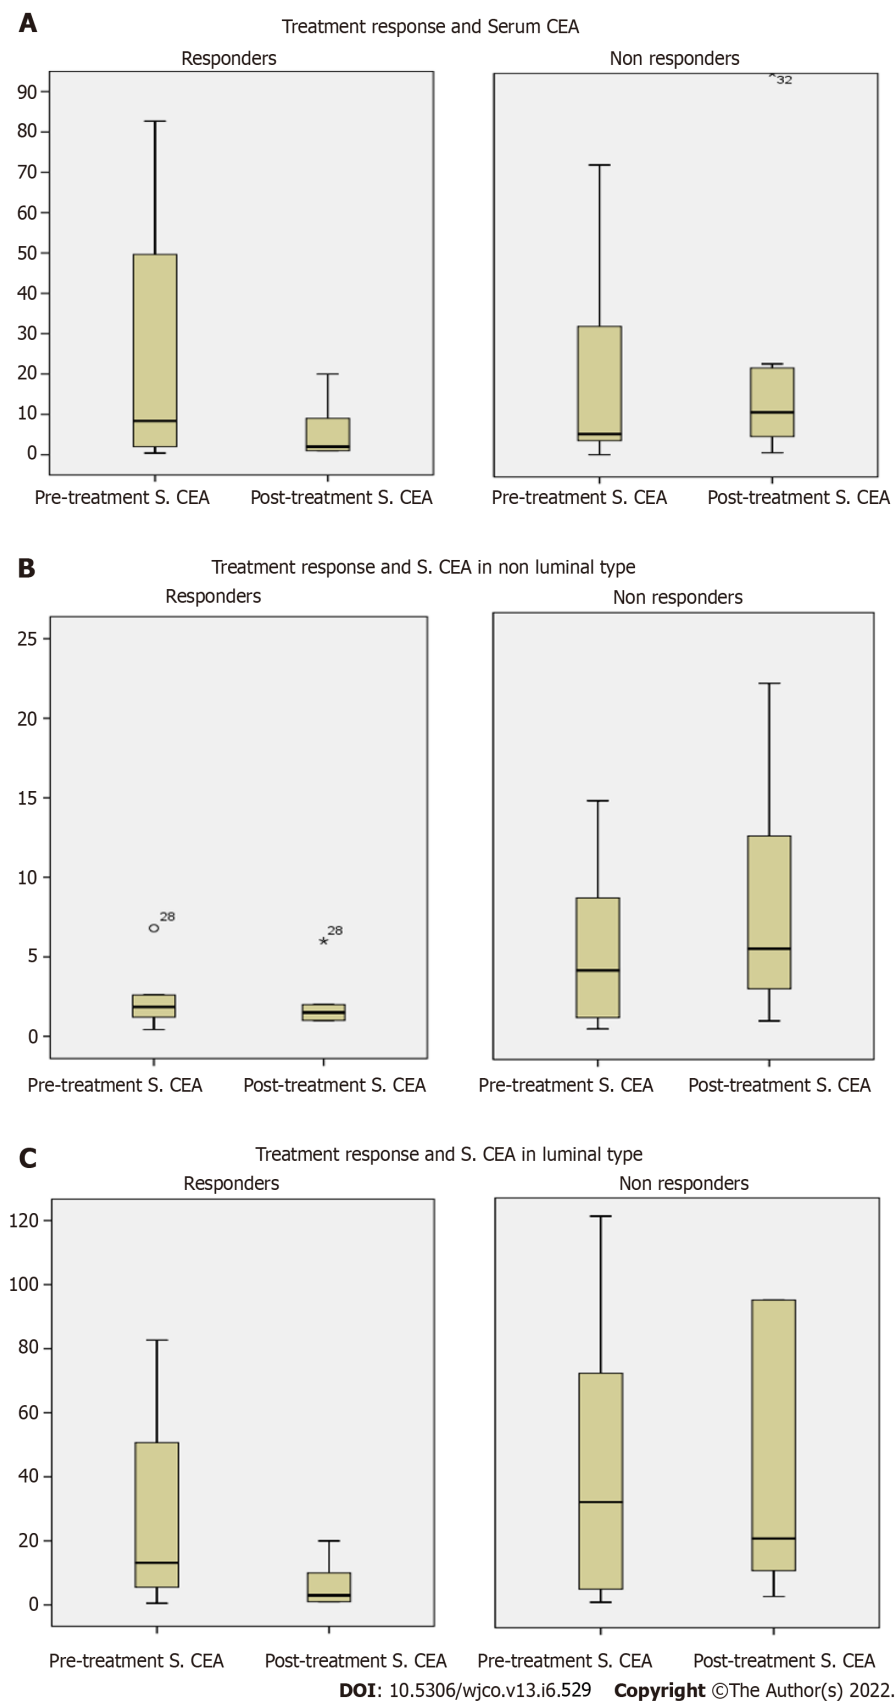 A
Treatment response and Serum CEA
Responders
Non responders
90
80
70
60
50
40
30
20
10
0
32
Pre-treatment S. CEA
Post-treatment S. CEA
Pre-treatment S. CEA
Post-treatment S. CEA
B
Treatment response and S. CEA in non luminal type
Responders
Non responders
25
20
15
10
5
0
28
28
Pre-treatment S. CEA
Post-treatment S. CEA
Pre-treatment S. CEA
Post-treatment S. CEA
C
Treatment response and S. CEA in luminal type
Responders
Non responders
120
100
80
60
40
20
0
Pre-treatment S. CEA
Post-treatment S. CEA
Pre-treatment S. CEA
Post-treatment S. CEA
DOI: 10.5306/wjco.v13.i6.529 Copyright ©The Author(s) 2022.